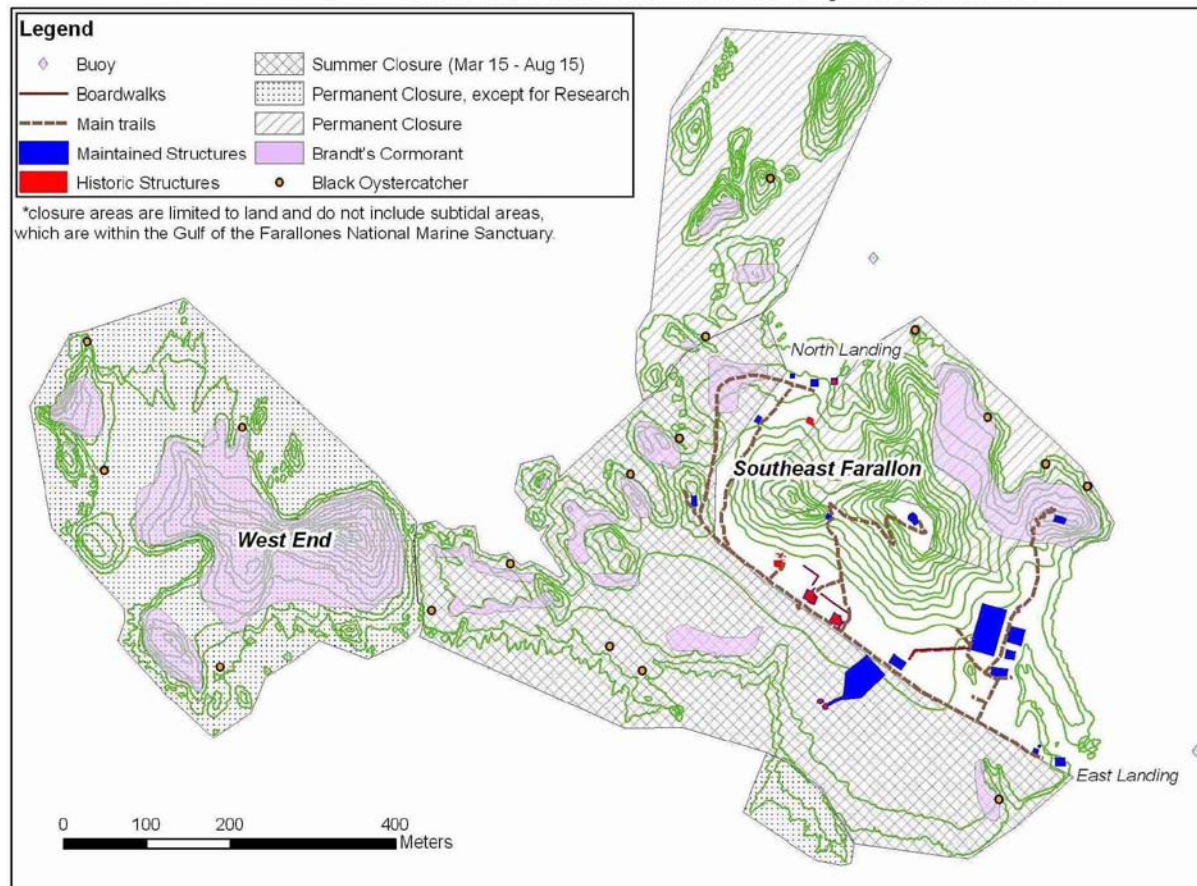 Legend
Buoy
Boardwalks
Main trails
Maintained Structures
Historic Structures
Summer Closure (Mar 15 - Aug 15)
Permanent Closure, except for Research
Permanent Closure
Brandt's Cormorant
Black Oystercatcher
*closure areas are limited to land and do not include subtidal areas,
which are within the Gulf of the Farallones National Marine Sanctuary.
North Landing
Southeast Farallon
West End
East Landing
0 100 200 400
Meters